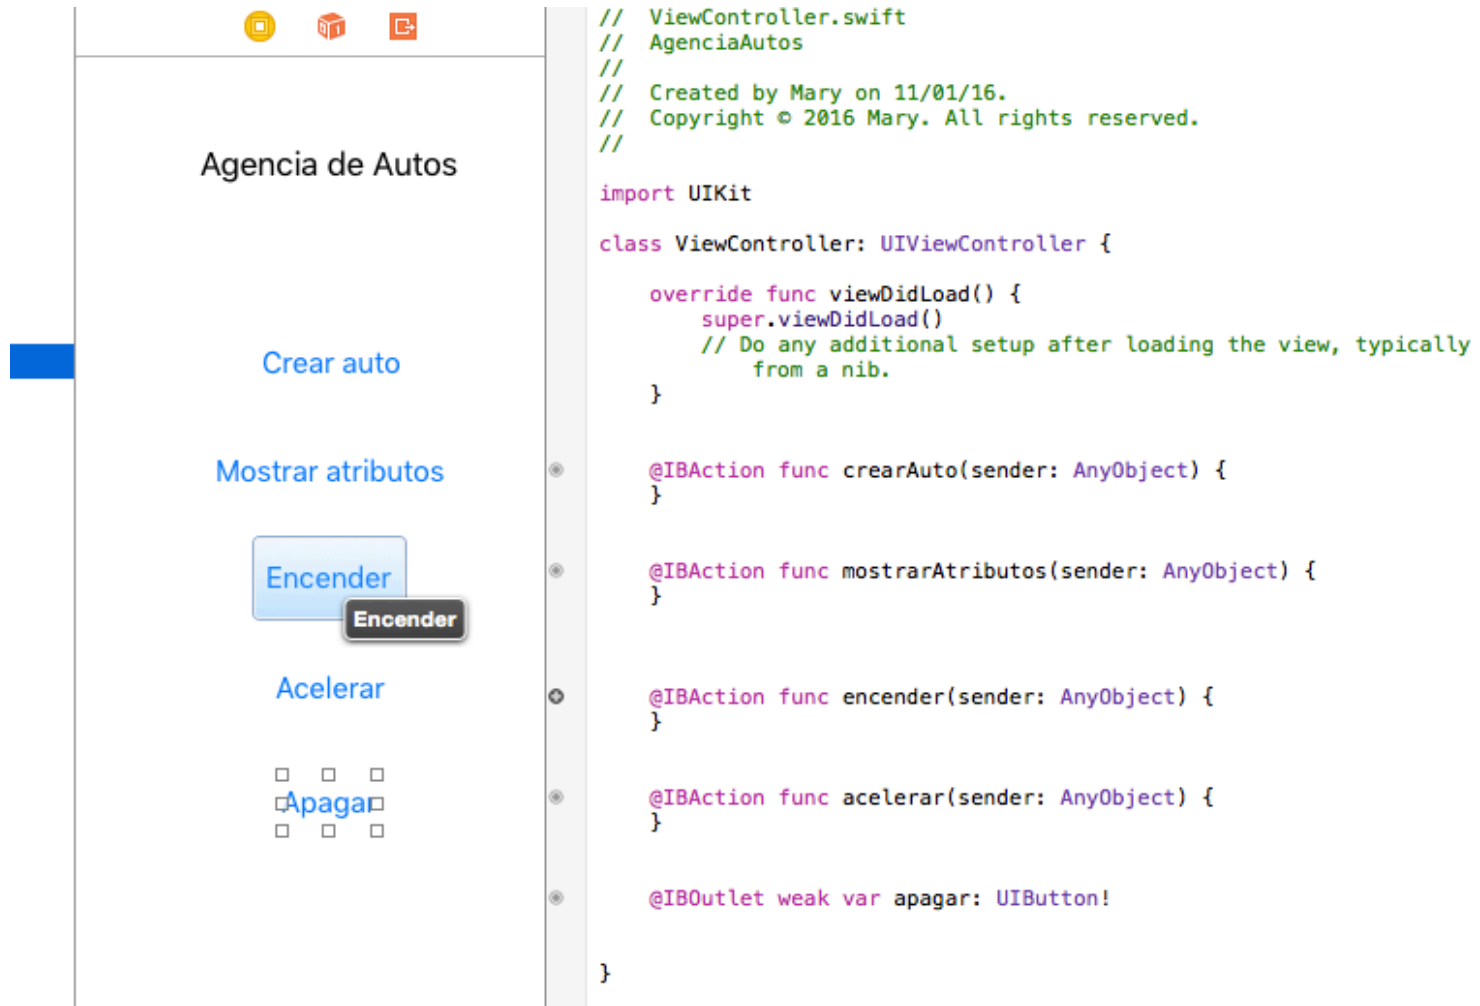 Agencia de Autos
Crear auto
Mostrar atributos
Encender
Encender
Acelerar
Apagar
//  ViewController.swift
//  AgenciaAutos
//
//  Created by Mary on 11/01/16.
//  Copyright © 2016 Mary. All rights reserved.
//
import UIKit
class ViewController: UIViewController {
    override func viewDidLoad() {
        super.viewDidLoad()
        // Do any additional setup after loading the view, typically
            from a nib.
    }
    @IBAction func crearAuto(sender: AnyObject) {
    }
    @IBAction func mostrarAtributos(sender: AnyObject) {
    }
    @IBAction func encender(sender: AnyObject) {
    }
    @IBAction func acelerar(sender: AnyObject) {
    }
    @IBOutlet weak var apagar: UIButton!
}